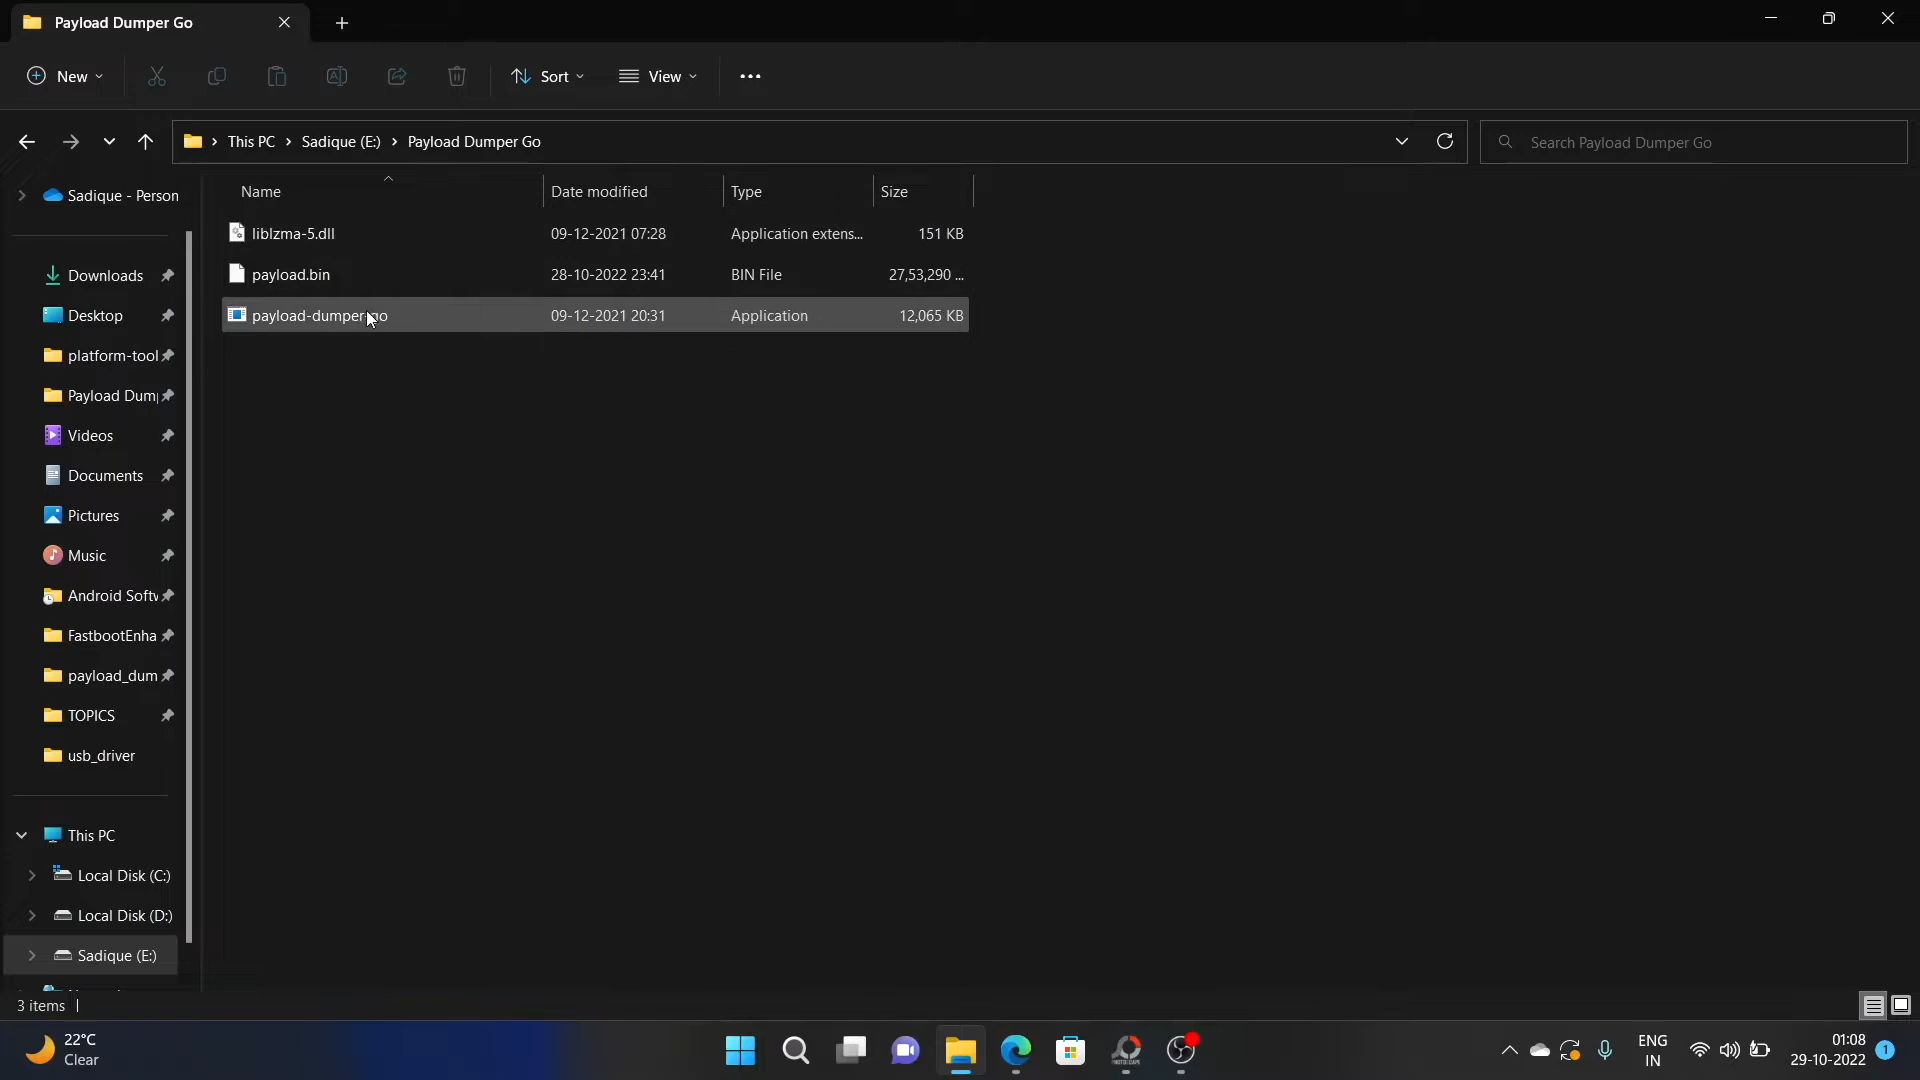 Payload Dumper Go
New
Sort
View
This PC > Sadique (E:) > Payload Dumper Go
Search Payload Dumper Go
Sadique - Person
Name
Date modified
Type
Size
liblzma-5.dll
09-12-2021 07:28
Application extens...
151 KB
payload.bin
28-10-2022 23:41
BIN File
27,53,290 ...
payload-dumper-go
09-12-2021 20:31
Application
12,065 KB
Downloads
Desktop
platform-tool
Payload Dum
Videos
Documents
Pictures
Music
Android Softv
FastbootEnha
payload_dum
TOPICS
usb_driver
This PC
Local Disk (C:)
Local Disk (D:)
Sadique (E:)
3 items
22°C
Clear
ENG
IN
01:08
29-10-2022
1